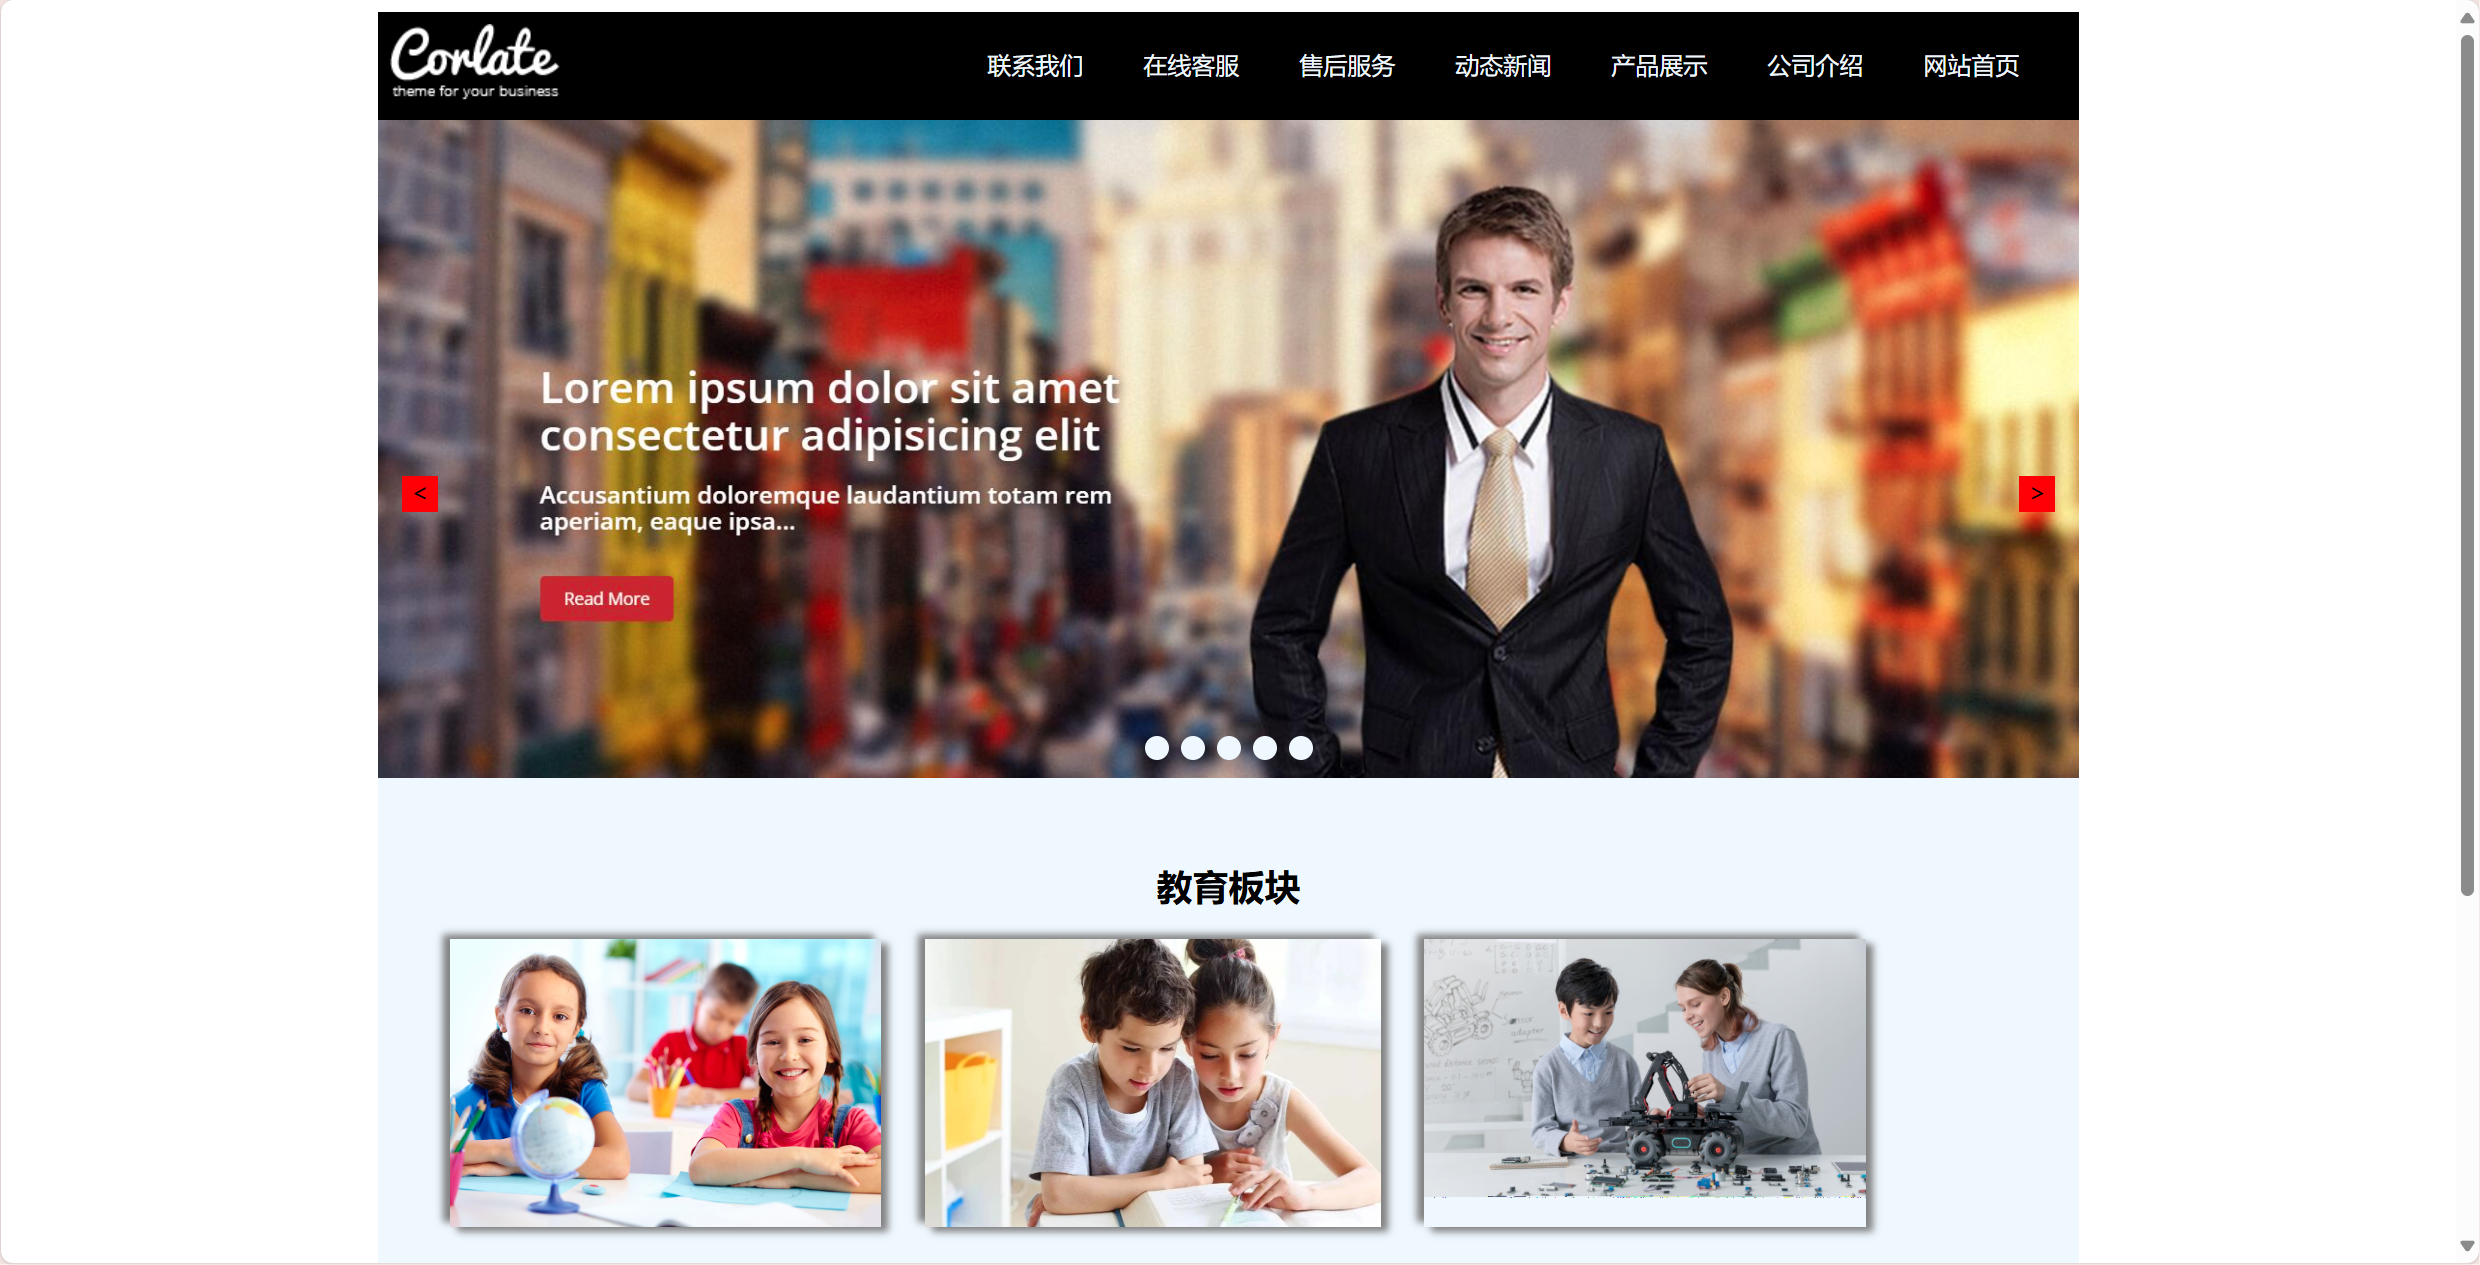 Corlate
theme for your business
联系我们 在线客服 售后服务 动态新闻 产品展示 公司介绍 网站首页
Lorem ipsum dolor sit amet
consectetur adipisicing elit
Accusantium doloremque laudantium totam rem
aperiam, eaque ipsa...
< >
Read More
教育板块